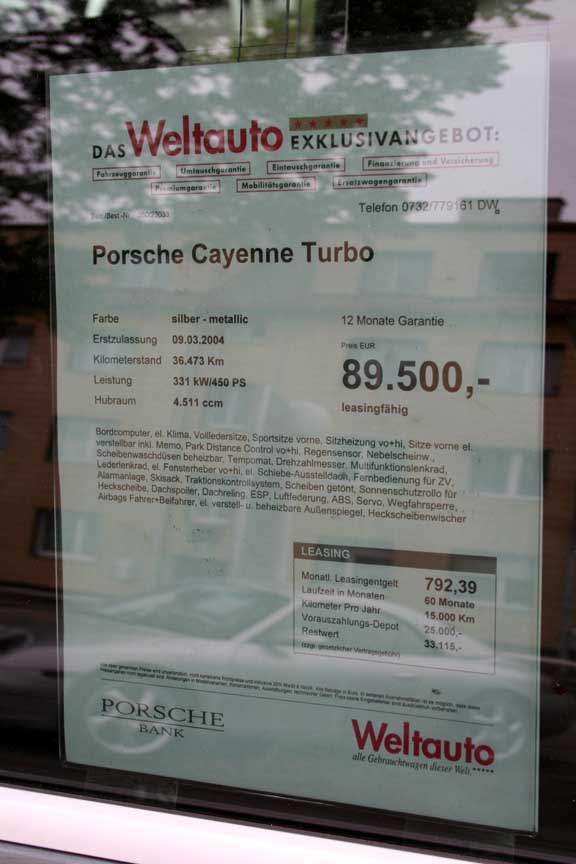 DAS Weltauto EXKLUSIVANGEBOT:
Fahrzeuggarantie Umtauschgarantie Eintauschgarantie Finanzierung und Versicherung
Premiumgarantie Mobilitätsgarantie Ersatzwagengarantie
Telefon 0732/779161 DW
Porsche Cayenne Turbo
Farbe silber - metallic
Erstzulassung 09.03.2004
Kilometerstand 36.473 Km
Leistung 331 kW/450 PS
Hubraum 4.511 ccm
12 Monate Garantie
Preis EUR
89.500,-
leasingfähig
Bordcomputer, el. Klima, Vollledersitze, Sportsitze vorne, Sitzheizung vo+hi, Sitze vorne el.
verstellbar inkl. Memo, Park Distance Control vo+hi, Regensensor, Nebelscheinw.,
Scheibenwaschdüsen beheizbar, Tempomat, Drehzahlmesser, Multifunktionslenkrad,
Lederlenkrad, el. Fensterheber vo+hi, el. Schiebe-Ausstelldach, Fernbedienung für ZV,
Alarmanlage, Skisack, Traktionskontrollsystem, Scheiben getönt, Sonnenschutzrollo für
Heckscheibe, Dachspoiler, Dachreling, ESP, Luftfederung, ABS, Servo, Wegfahrsperre,
Airbags Fahrer+Beifahrer, el. verstell- u. beheizbare Außenspiegel, Heckscheibenwischer
LEASING
Monatl. Leasingentgelt 792,39
Laufzeit in Monaten 60 Monate
Kilometer Pro Jahr 15.000 Km
Vorauszahlungs-Depot 25.000,-
Restwert 33.115,-
(zzgl. gesetzlicher Vertragsgebühr)
PORSCHE
BANK
Weltauto
alle Gebrauchtwagen dieser Welt.*****